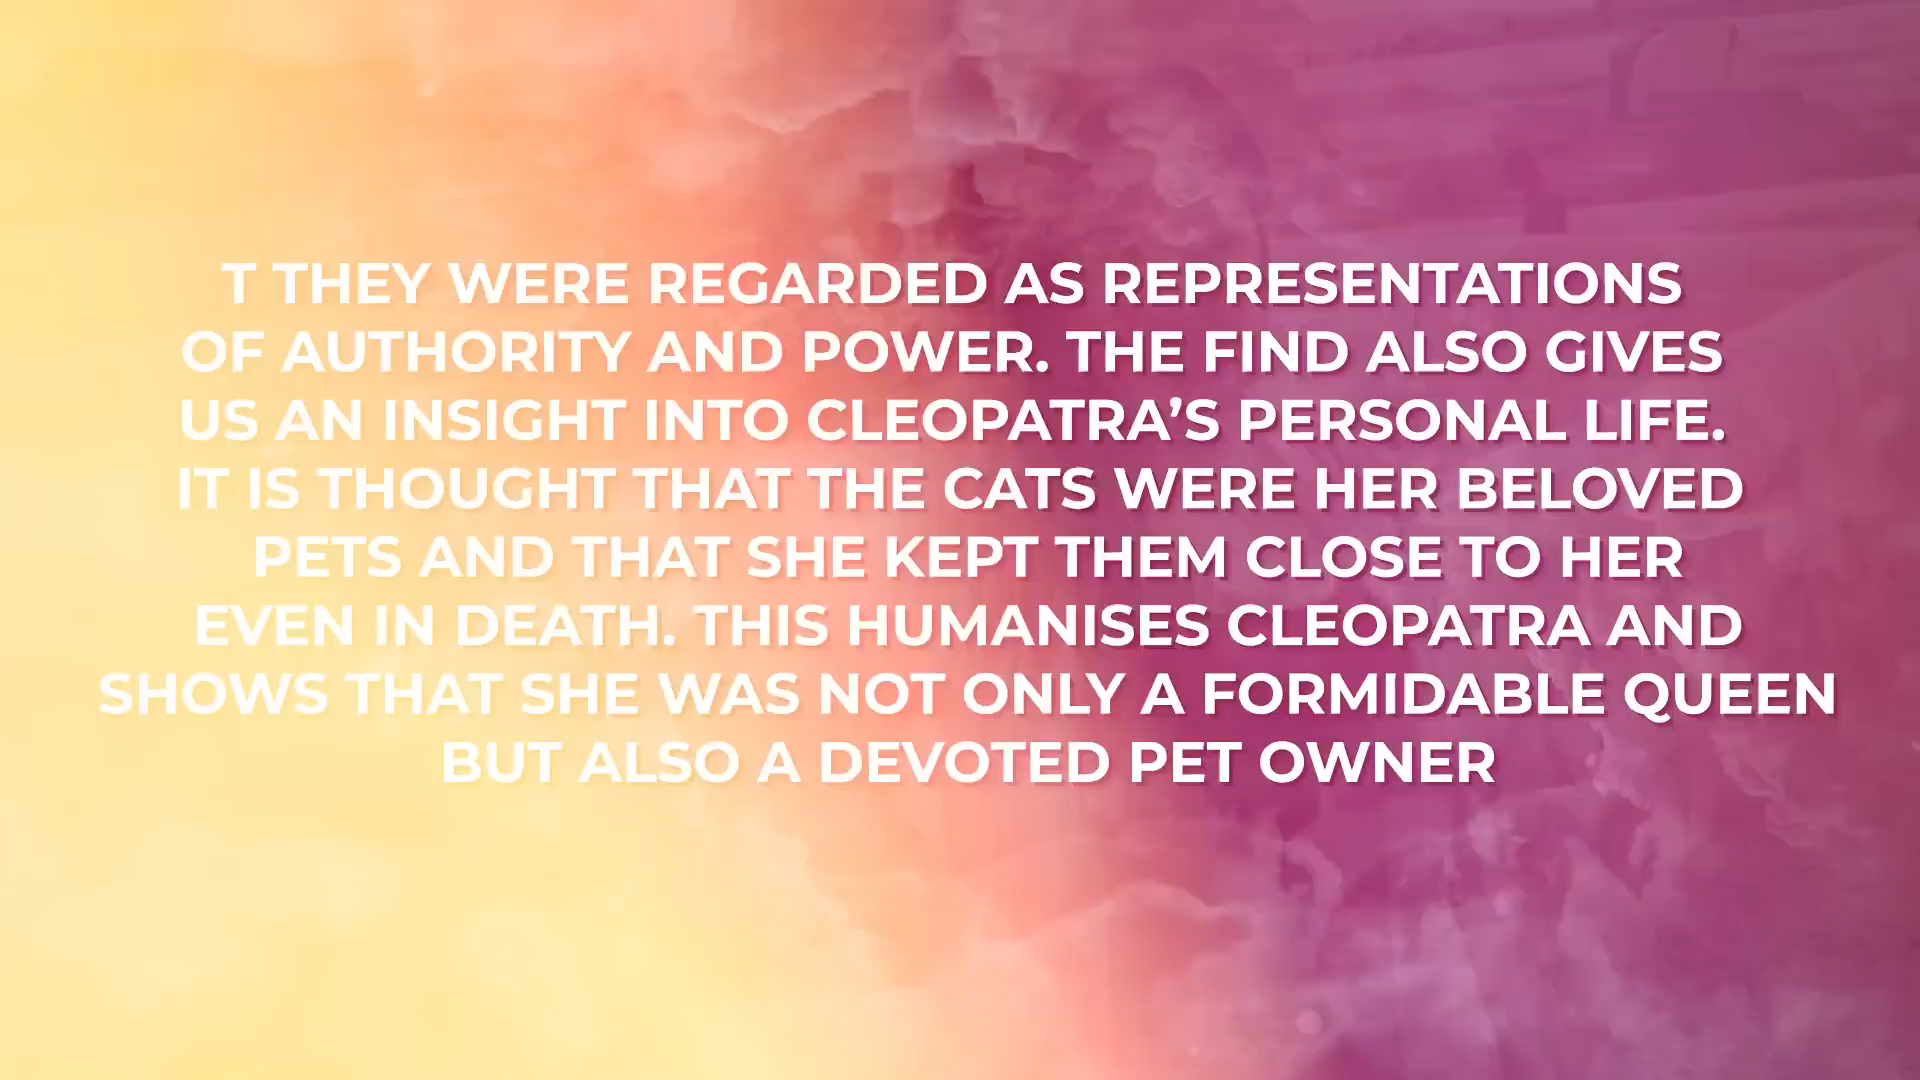 T THEY WERE REGARDED AS REPRESENTATIONS
OF AUTHORITY AND POWER. THE FIND ALSO GIVES
US AN INSIGHT INTO CLEOPATRA’S PERSONAL LIFE.
IT IS THOUGHT THAT THE CATS WERE HER BELOVED
PETS AND THAT SHE KEPT THEM CLOSE TO HER
EVEN IN DEATH. THIS HUMANISES CLEOPATRA AND
SHOWS THAT SHE WAS NOT ONLY A FORMIDABLE QUEEN
BUT ALSO A DEVOTED PET OWNER